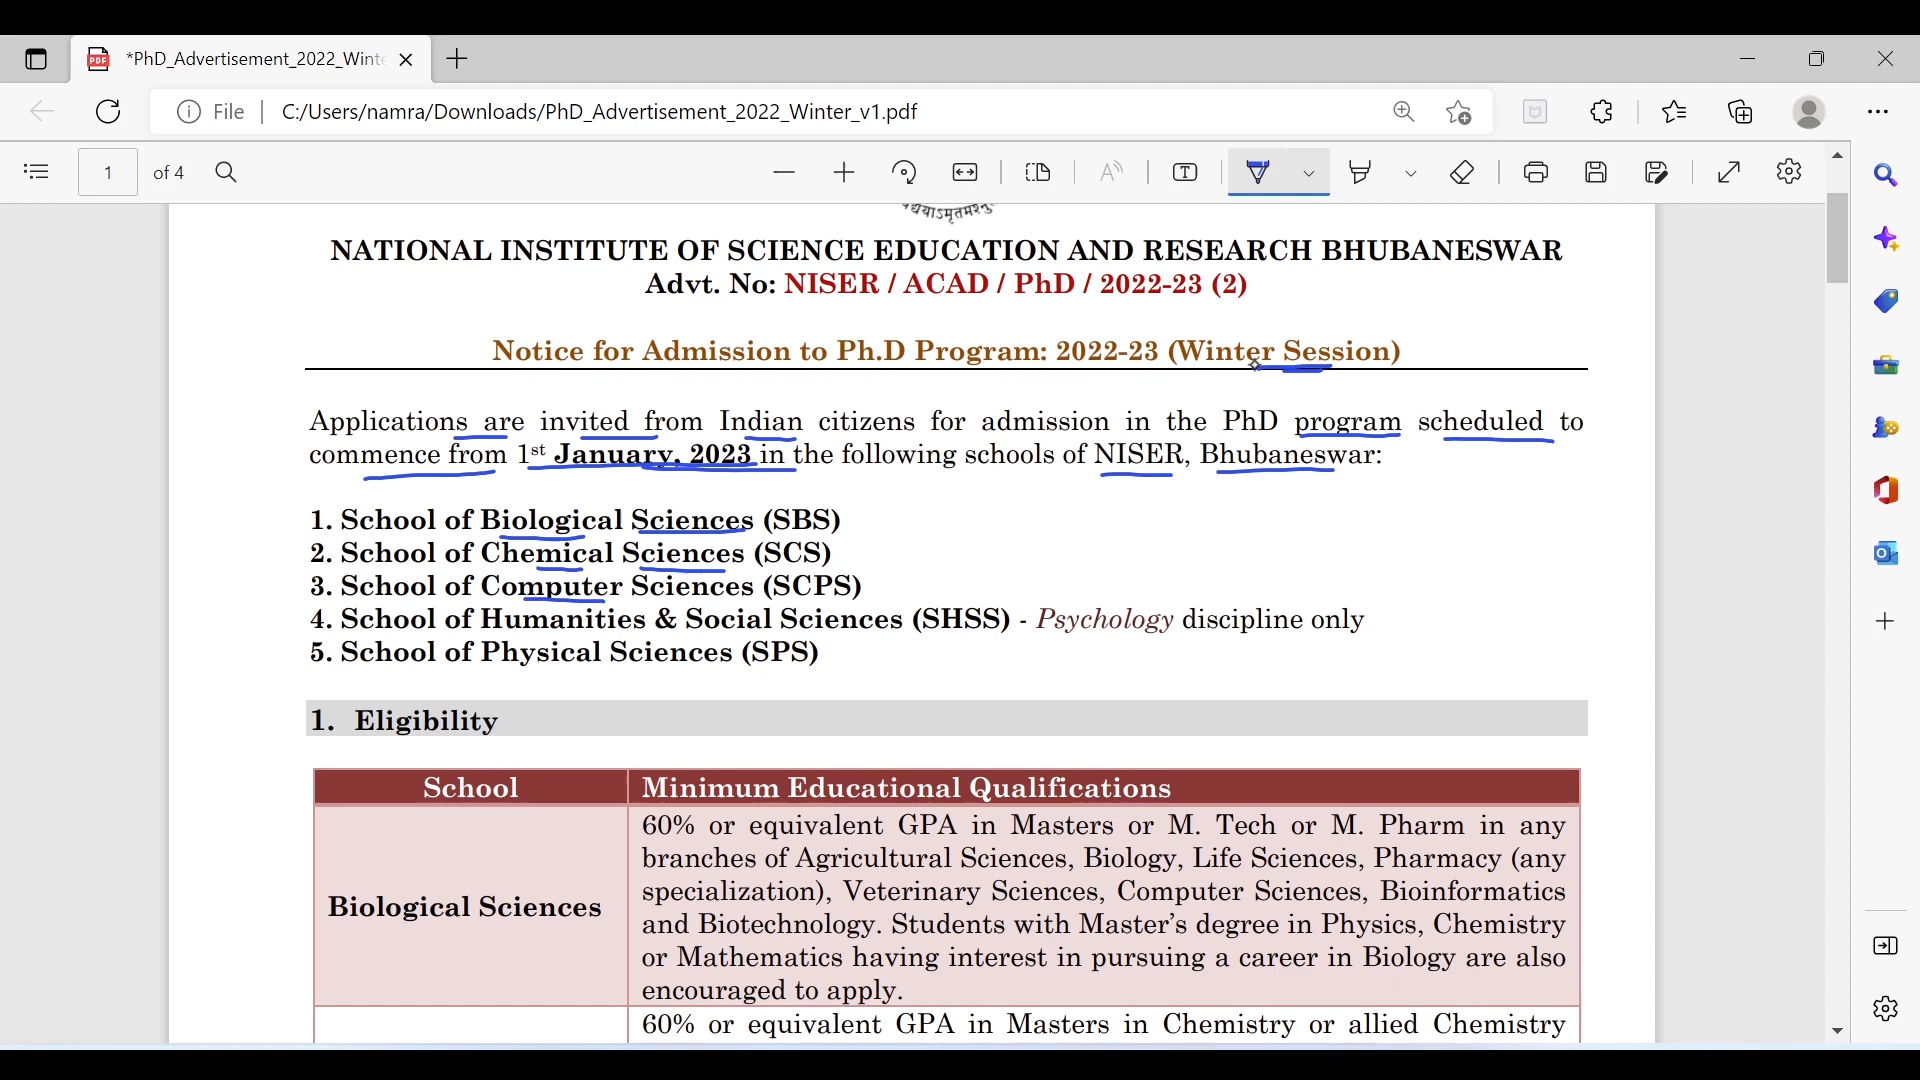 *PhD_Advertisement_2022_Wint
File
C:/Users/namra/Downloads/PhD_Advertisement_2022_Winter_v1.pdf
1 of 4
NATIONAL INSTITUTE OF SCIENCE EDUCATION AND RESEARCH BHUBANESWAR
Advt. No: NISER / ACAD / PhD / 2022-23 (2)
Notice for Admission to Ph.D Program: 2022-23 (Winter Session)
Applications are invited from Indian citizens for admission in the PhD program scheduled to
commence from 1st January, 2023 in the following schools of NISER, Bhubaneswar:
1. School of Biological Sciences (SBS)
2. School of Chemical Sciences (SCS)
3. School of Computer Sciences (SCPS)
4. School of Humanities & Social Sciences (SHSS) - Psychology discipline only
5. School of Physical Sciences (SPS)
1. Eligibility
School
Minimum Educational Qualifications
Biological Sciences
60% or equivalent GPA in Masters or M. Tech or M. Pharm in any
branches of Agricultural Sciences, Biology, Life Sciences, Pharmacy (any
specialization), Veterinary Sciences, Computer Sciences, Bioinformatics
and Biotechnology. Students with Master's degree in Physics, Chemistry
or Mathematics having interest in pursuing a career in Biology are also
encouraged to apply.
60% or equivalent GPA in Masters in Chemistry or allied Chemistry